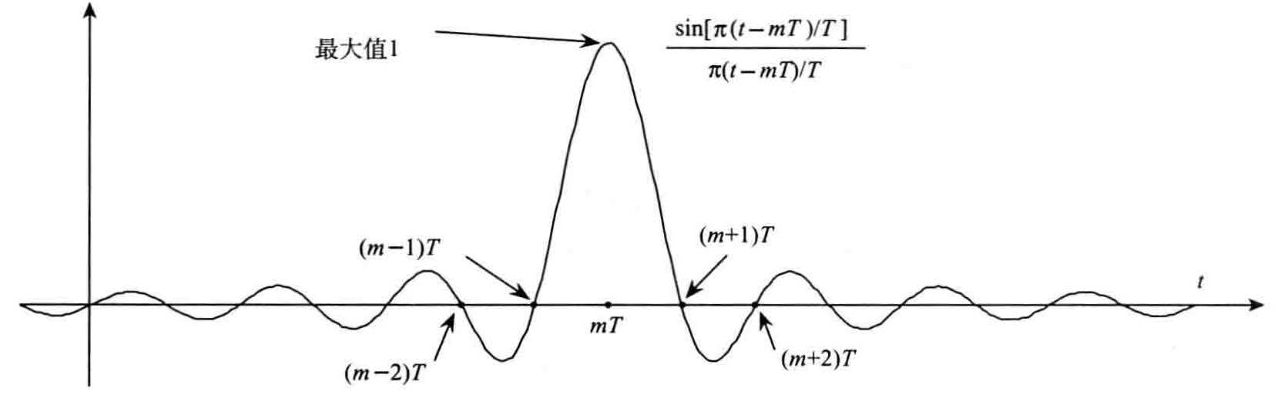 最大值1
sin[π(t−mT)/T]
π(t−mT)/T
(m−1)T
(m+1)T
t
mT
(m−2)T
(m+2)T